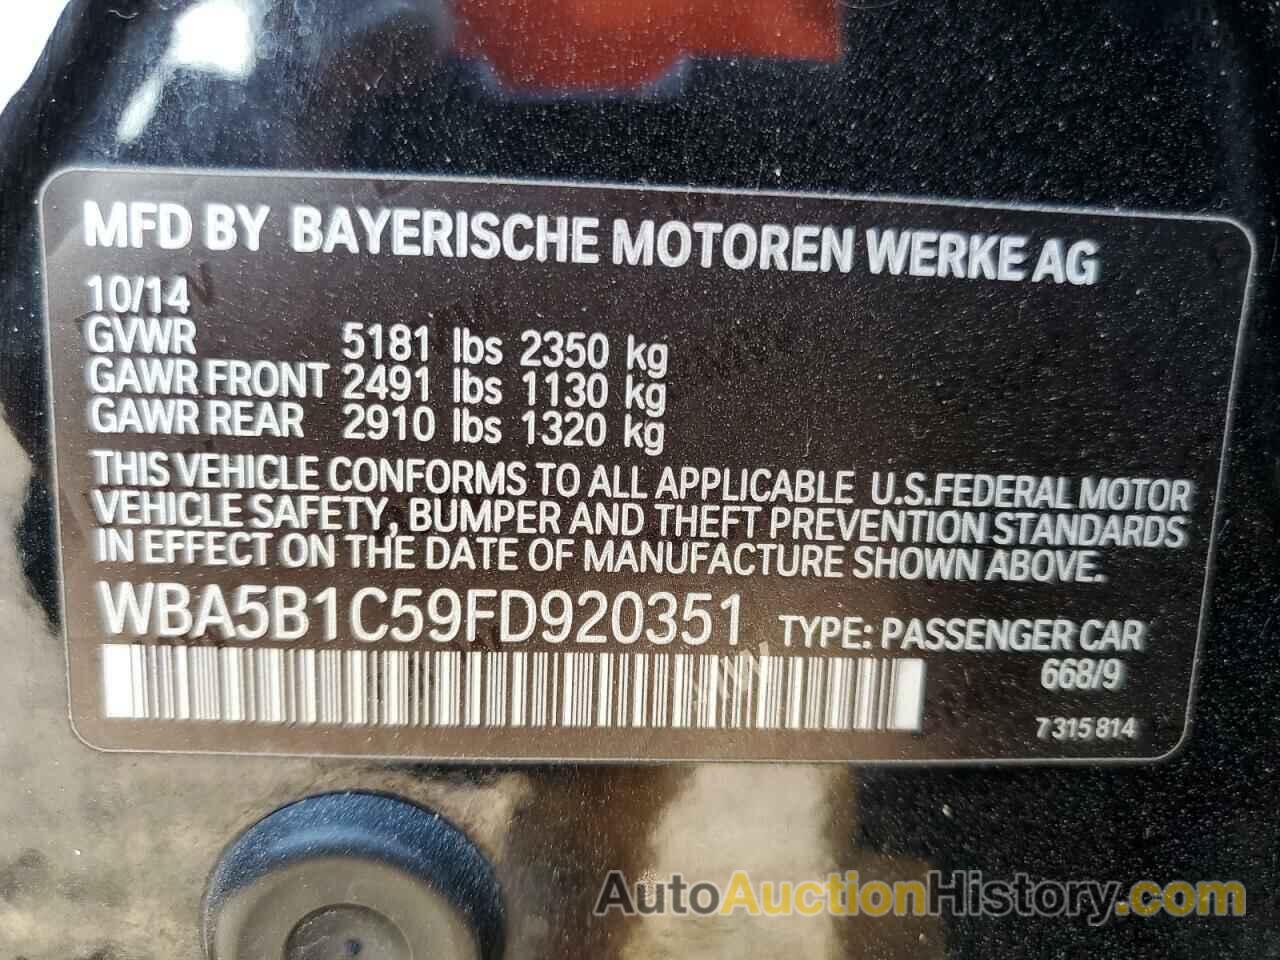 MFD BY BAYERISCHE MOTOREN WERKE AG
10/14
GVWR 5181 lbs 2350 kg
GAWR FRONT 2491 lbs 1130 kg
GAWR REAR 2910 lbs 1320 kg
THIS VEHICLE CONFORMS TO ALL APPLICABLE U.S.FEDERAL MOTOR
VEHICLE SAFETY, BUMPER AND THEFT PREVENTION STANDARDS
IN EFFECT ON THE DATE OF MANUFACTURE SHOWN ABOVE.
WBA5B1C59FD920351 TYPE: PASSENGER CAR
668/9
7 315 814
AutoAuctionHistory.com